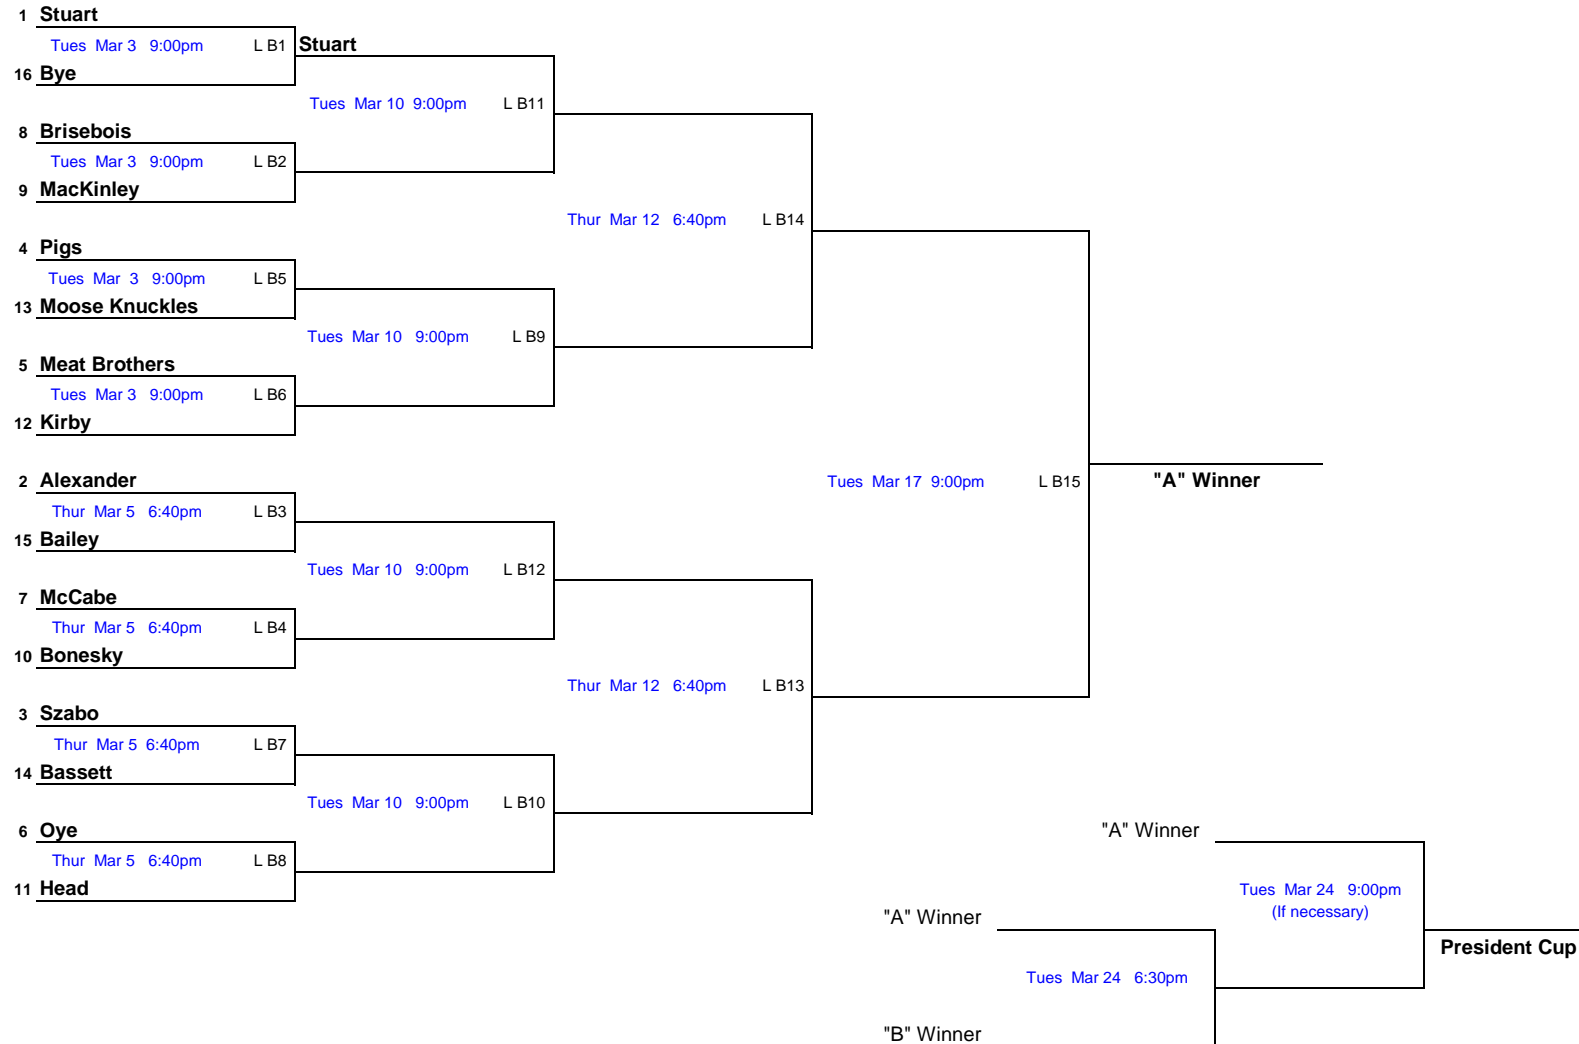 1 Stuart
Tues Mar 3 9:00pm L B1 Stuart
16 Bye
Tues Mar 10 9:00pm L B11
8 Brisebois
Tues Mar 3 9:00pm L B2
9 MacKinley
Thur Mar 12 6:40pm L B14
4 Pigs
Tues Mar 3 9:00pm L B5
13 Moose Knuckles
Tues Mar 10 9:00pm L B9
5 Meat Brothers
Tues Mar 3 9:00pm L B6
12 Kirby
2 Alexander
Tues Mar 17 9:00pm L B15 "A" Winner
Thur Mar 5 6:40pm L B3
15 Bailey
Tues Mar 10 9:00pm L B12
7 McCabe
Thur Mar 5 6:40pm L B4
10 Bonesky
Thur Mar 12 6:40pm L B13
3 Szabo
Thur Mar 5 6:40pm L B7
14 Bassett
Tues Mar 10 9:00pm L B10
6 Oye "A" Winner
Thur Mar 5 6:40pm L B8
11 Head
Tues Mar 24 9:00pm
(If necessary)
"A" Winner
President Cup
Tues Mar 24 6:30pm
"B" Winner